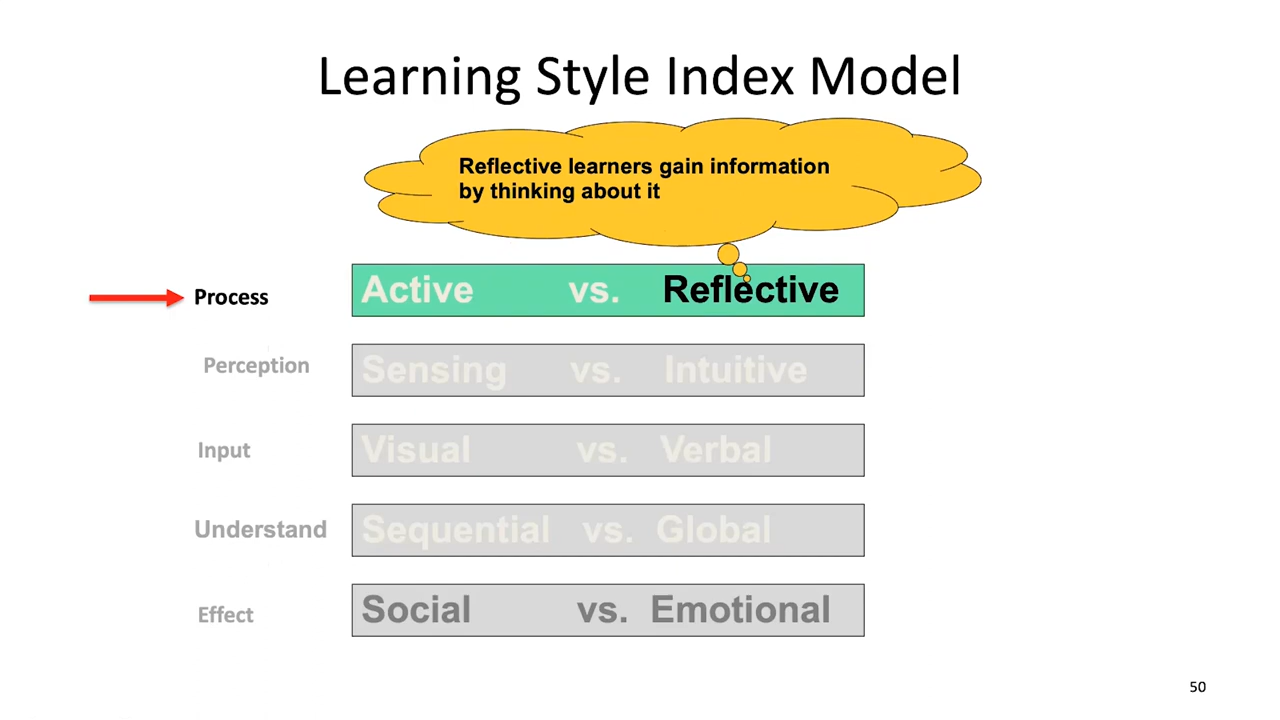 Learning Style Index Model
Reflective learners gain information
by thinking about it
Process
Active vs. Reflective
Perception
Sensing vs. Intuitive
Input
Visual vs. Verbal
Understand
Sequential vs. Global
Effect
Social vs. Emotional
50